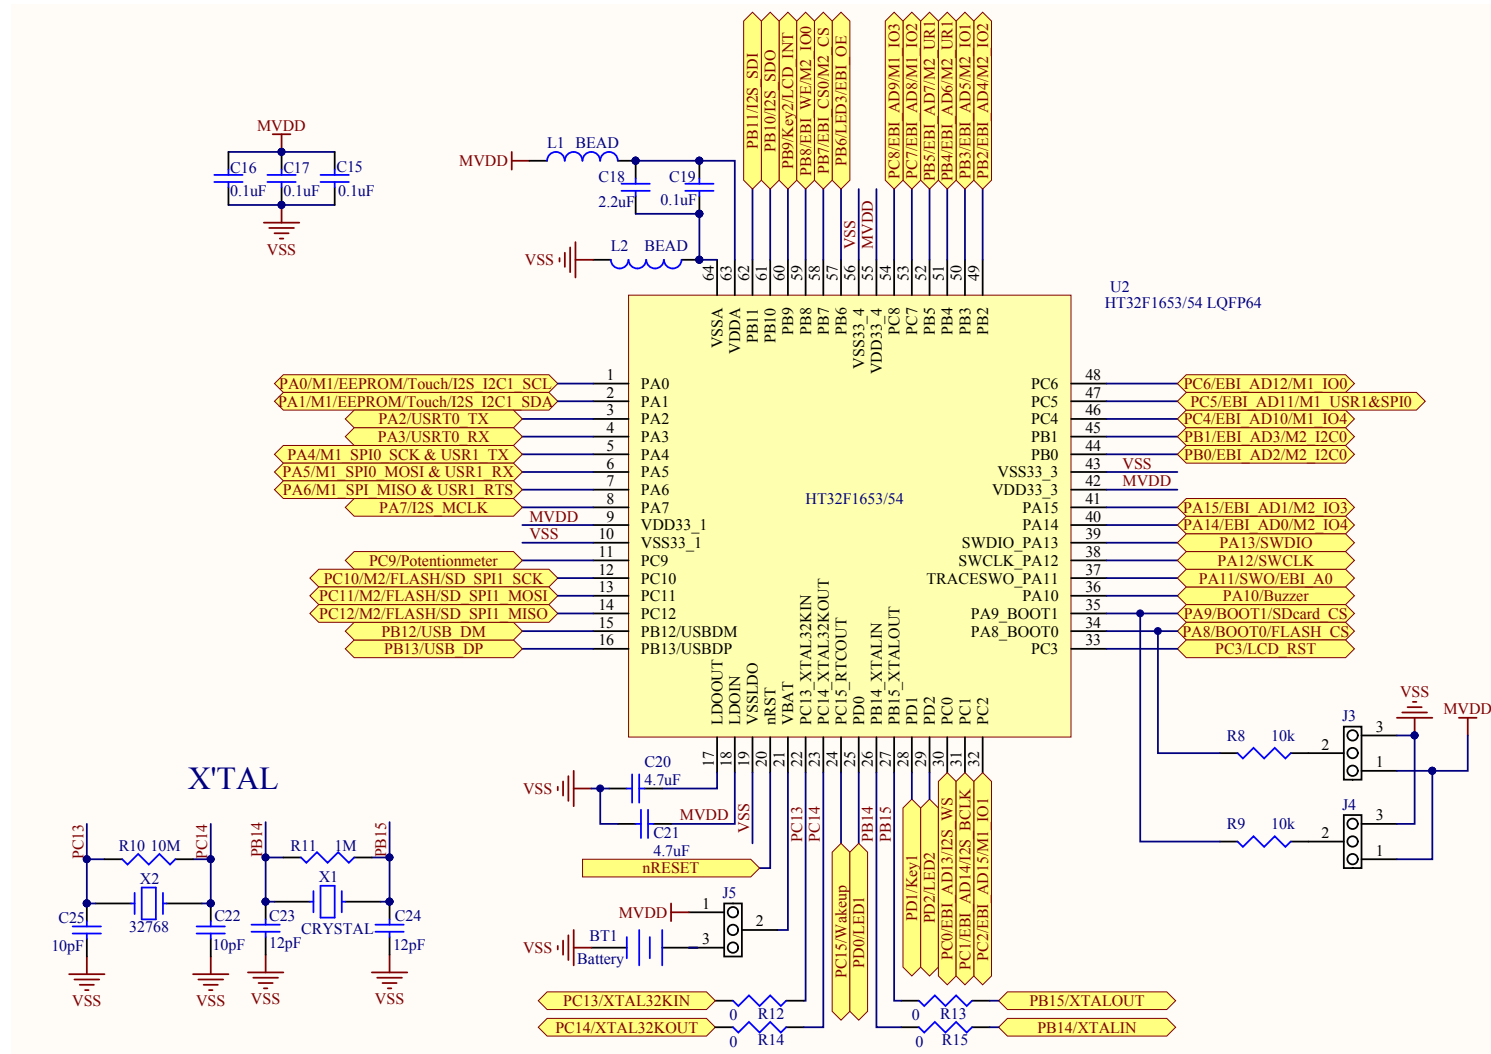 PB11/I2S_SDI
PB10/I2S_SDO
PB9/Key2/LCD_INT
PB8/EBI_WE/M2_IO0
PB7/EBI_CS0/M2_CS
PB6/LED3/EBI_OE
VSS
MVDD
PC8/EBI_AD9/M1_IO3
PC7/EBI_AD8/M1_IO2
PB5/EBI_AD7/M2_UR1
PB4/EBI_AD6/M2_UR1
PB3/EBI_AD5/M2_IO1
PB2/EBI_AD4/M2_IO2
MVDD
C16
0.1uF
C17
0.1uF
C15
0.1uF
VSS
MVDD
L1 BEAD
C18
2.2uF
C19
0.1uF
VSS
L2 BEAD
64 63 62 61 60 59 58 57 56 55 54 53 52 51 50 49
U2
HT32F1653/54 LQFP64
VSSA
VDDA
PB11
PB10
PB9
PB8
PB7
PB6
VSS33_4
VDD33_4
PC8
PC7
PB5
PB4
PB3
PB2
PA0/M1/EEPROM/Touch/I2S_I2C1_SCL 1 PA0
PA1/M1/EEPROM/Touch/I2S_I2C1_SDA 2 PA1
PA2/USRT0_TX 3 PA2
PA3/USRT0_RX 4 PA3
PA4/M1_SPI0_SCK & USR1_TX 5 PA4
PA5/M1_SPI0_MOSI & USR1_RX 6 PA5
PA6/M1_SPI_MISO & USR1_RTS 7 PA6
PA7/I2S_MCLK 8 PA7
MVDD 9 VDD33_1
VSS 10 VSS33_1
PC9/Potentionmeter 11 PC9
PC10/M2/FLASH/SD_SPI1_SCK 12 PC10
PC11/M2/FLASH/SD_SPI1_MOSI 13 PC11
PC12/M2/FLASH/SD_SPI1_MISO 14 PC12
PB12/USB_DM 15 PB12/USBDM
PB13/USB_DP 16 PB13/USBDP
HT32F1653/54
PC6 48 PC6/EBI_AD12/M1_IO0
PC5 47 PC5/EBI_AD11/M1_USR1&SPI0
PC4 46 PC4/EBI_AD10/M1_IO4
PB1 45 PB1/EBI_AD3/M2_I2C0
PB0 44 PB0/EBI_AD2/M2_I2C0
VSS33_3 43 VSS
VDD33_3 42 MVDD
PA15 41 PA15/EBI_AD1/M2_IO3
PA14 40 PA14/EBI_AD0/M2_IO4
SWDIO_PA13 39 PA13/SWDIO
SWCLK_PA12 38 PA12/SWCLK
TRACESWO_PA11 37 PA11/SWO/EBI_A0
PA10 36 PA10/Buzzer
PA9_BOOT1 35 PA9/BOOT1/SDcard_CS
PA8_BOOT0 34 PA8/BOOT0/FLASH_CS
PC3 33 PC3/LCD_RST
LDOOUT
LDOIN
VSSLDO
nRST
VBAT
PC13_XTAL32KIN
PC14_XTAL32KOUT
PC15_RTCOUT
PD0
PB14_XTALIN
PB15_XTALOUT
PD1
PD2
PC0
PC1
PC2
17 18 19 20 21 22 23 24 25 26 27 28 29 30 31 32
VSS
MVDD
J3
R8 10k
2
3
1
J4
R9 10k
2
3
1
C20
4.7uF
VSS
MVDD
C21
4.7uF
VSS
PC13
PC14
PB14
PB15
nRESET
J5
MVDD
1
2
3
VSS
BT1
Battery
PC15/Wakeup
PD0/LED1
PD1/Key1
PD2/LED2
PC0/EBI_AD13/I2S_WS
PC1/EBI_AD14/I2S_BCLK
PC2/EBI_AD15/M1_IO1
PC13/XTAL32KIN
0 R12
PC14/XTAL32KOUT
0 R14
PB15/XTALOUT
0 R13
PB14/XTALIN
0 R15
X'TAL
PC13
PC14
R10 10M
X2
32768
C25
10pF
C22
10pF
VSS
VSS
PB14
PB15
R11 1M
X1
CRYSTAL
C23
12pF
C24
12pF
VSS
VSS